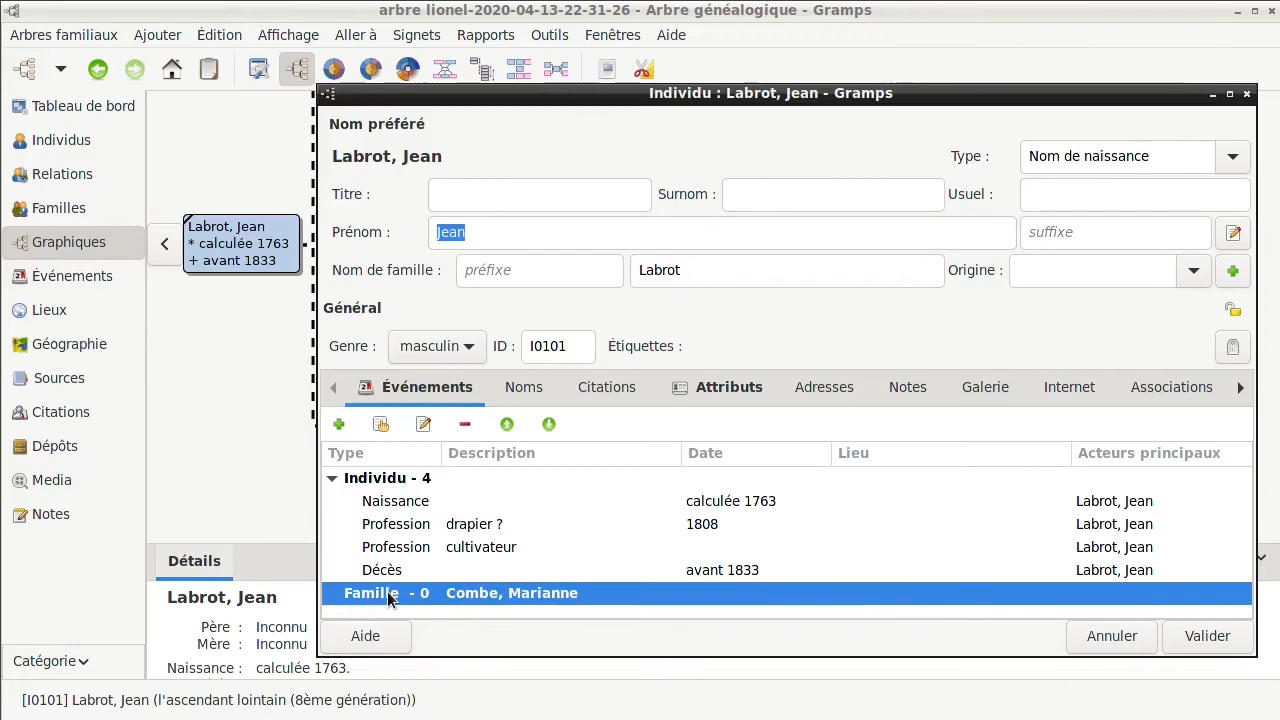 arbre lionel-2020-04-13-22-31-26 - Arbre généalogique - Gramps
Arbres familiaux Ajouter Édition Affichage Aller à Signets Rapports Outils Fenêtres Aide
Tableau de bord
Individus
Relations
Familles
Graphiques
Événements
Lieux
Géographie
Sources
Citations
Dépôts
Media
Notes
Catégorie
Labrot, Jean
* calculée 1763
+ avant 1833
Détails
Labrot, Jean
Père : Inconnu
Mère : Inconnu
Naissance : calculée 1763.
Individu : Labrot, Jean - Gramps
Nom préféré
Labrot, Jean Type : Nom de naissance
Titre : Surnom : Usuel :
Prénom : Jean suffixe
Nom de famille : préfixe Labrot Origine :
Général
Genre : masculin ID : I0101 Étiquettes :
Événements Noms Citations Attributs Adresses Notes Galerie Internet Associations
Type Description Date Lieu Acteurs principaux
Individu - 4
Naissance calculée 1763 Labrot, Jean
Profession drapier ? 1808 Labrot, Jean
Profession cultivateur Labrot, Jean
Décès avant 1833 Labrot, Jean
Famille - 0 Combe, Marianne
Aide Annuler Valider
[I0101] Labrot, Jean (l'ascendant lointain (8ème génération))